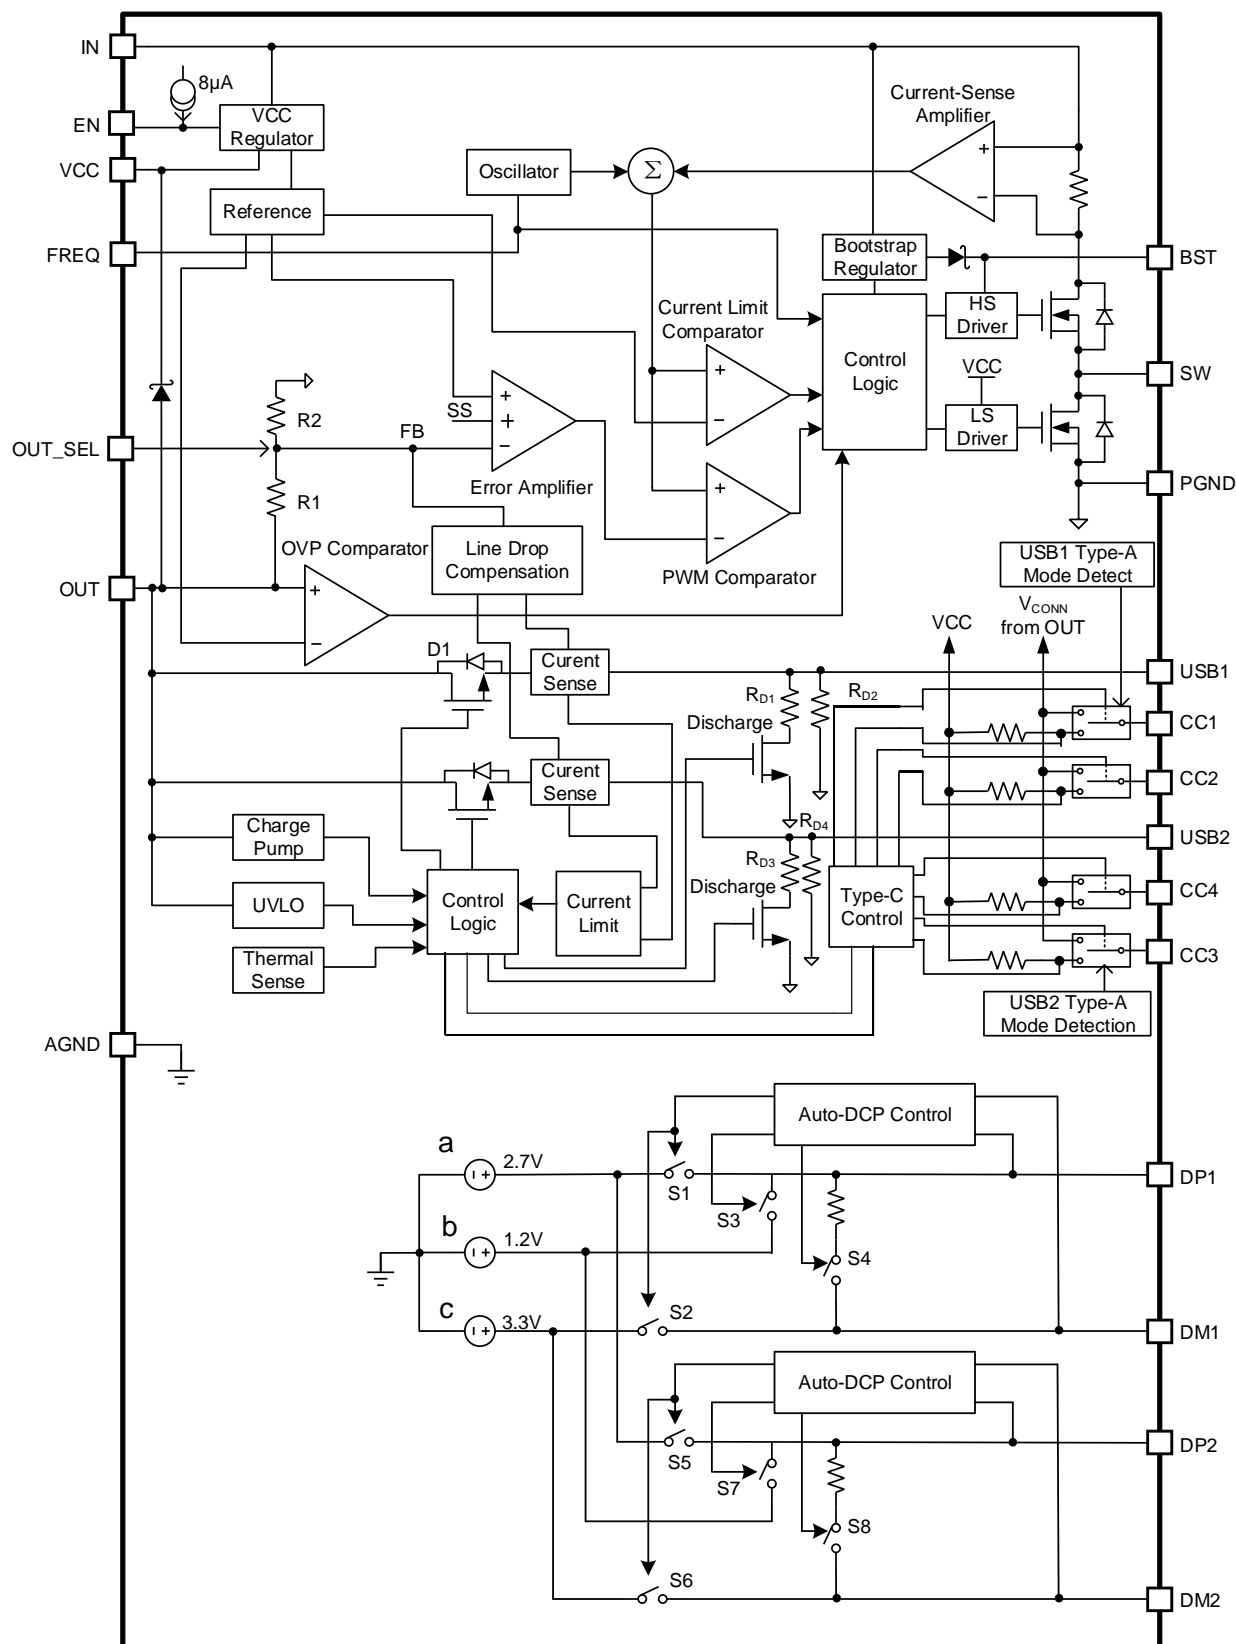 IN
8µA
Current-Sense
Amplifier
EN
VCC
Regulator
VCC
+
Oscillator
Σ
−
Reference
FREQ
Bootstrap
Regulator
BST
Current Limit
Comparator
HS
Driver
Control
Logic
+
VCC
SW
R2
+
SS
+
−
LS
Driver
FB
−
OUT_SEL
Error Amplifier
+
PGND
R1
OVP Comparator
Line Drop
Compensation
−
PWM Comparator
USB1 Type-A
Mode Detect
OUT
+
VCC
VCONN
from OUT
−
D1
Curent
Sense
USB1
RD1
RD2
Discharge
CC1
Curent
Sense
CC2
Charge
Pump
RD4
USB2
RD3
Discharge
UVLO
Control
Logic
Current
Limit
Type-C
Control
CC4
Thermal
Sense
CC3
USB2 Type-A
Mode Detection
AGND
Auto-DCP Control
a
2.7V
DP1
S1
S3
b
1.2V
S4
c
3.3V
S2
DM1
Auto-DCP Control
DP2
S5
S7
S8
S6
DM2